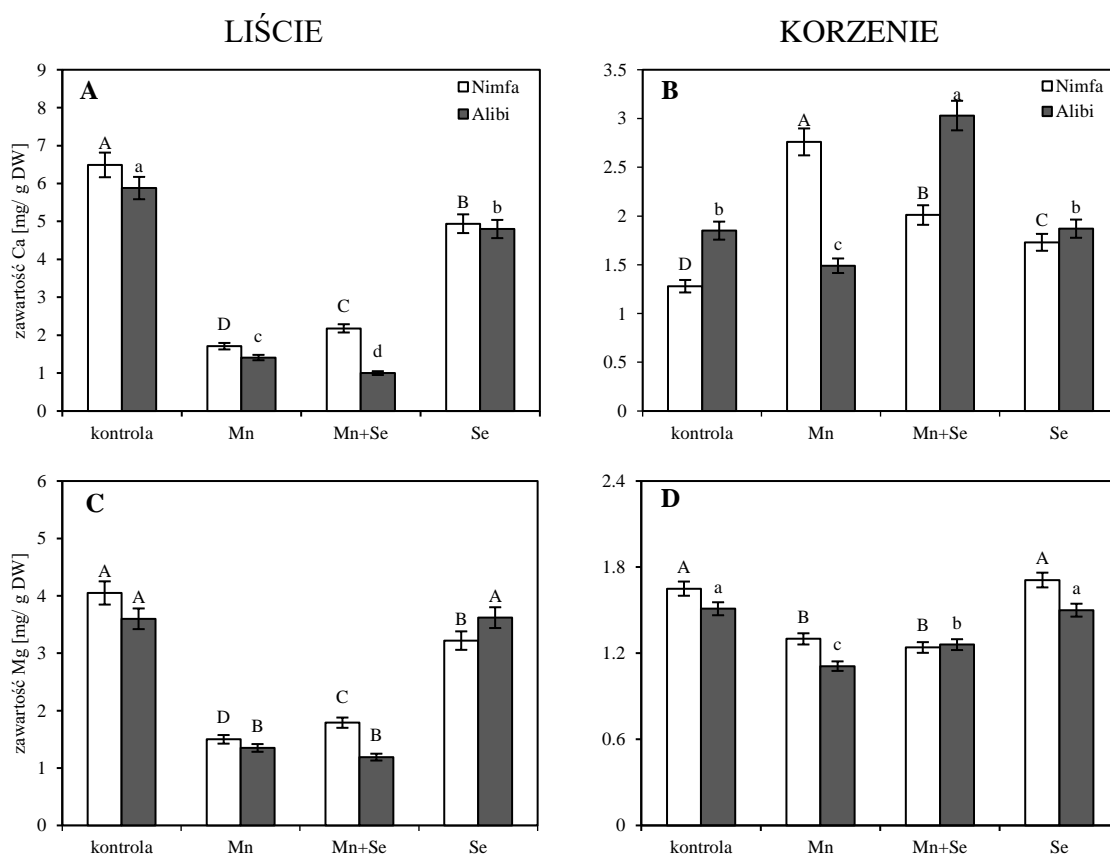 LIŚCIE
KORZENIE
A
Nimfa
Alibi
zawartość Ca [mg/ g DW]
9
8
7
6
5
4
3
2
1
0
A
a
D
c
C
d
B
b
kontrola Mn Mn+Se Se
B
Nimfa
Alibi
3.5
3
2.5
2
1.5
1
0.5
0
D
b
A
c
B
a
C
b
kontrola Mn Mn+Se Se
C
zawartość Mg [mg/ g DW]
6
5
4
3
2
1
0
A
A
D
B
C
B
B
A
kontrola Mn Mn+Se Se
D
2.4
1.8
1.2
0.6
0
A
a
B
c
B
b
A
a
kontrola Mn Mn+Se Se